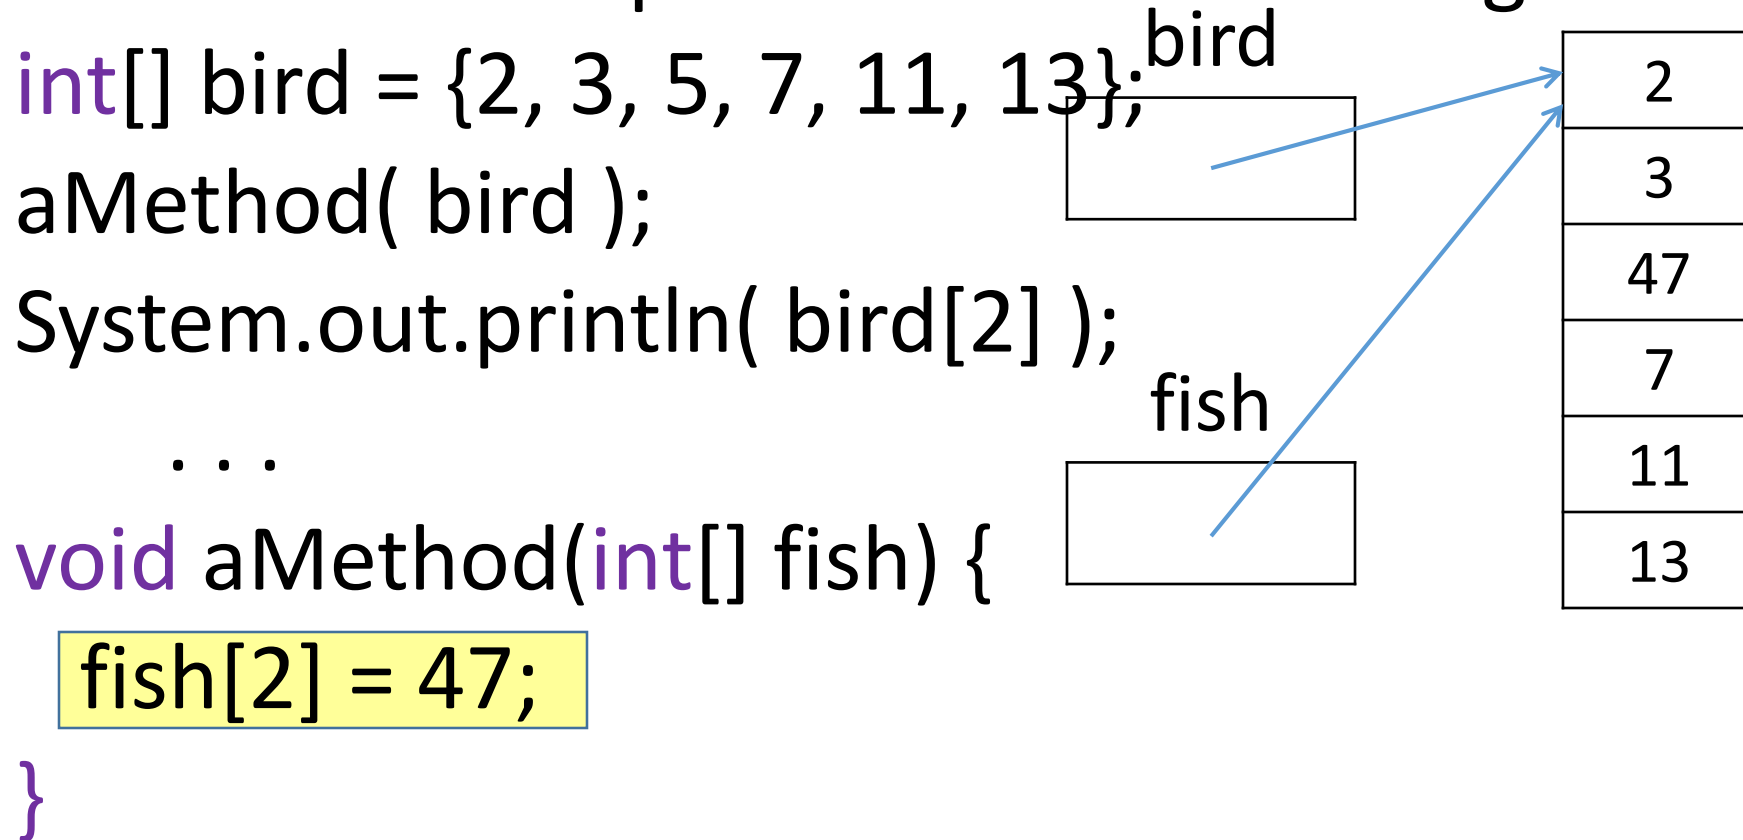 int[] bird = {2, 3, 5, 7, 11, 13};
aMethod( bird );
System.out.println( bird[2] );
. . .
void aMethod(int[] fish) {
fish[2] = 47;
}
bird
fish
2
3
47
7
11
13